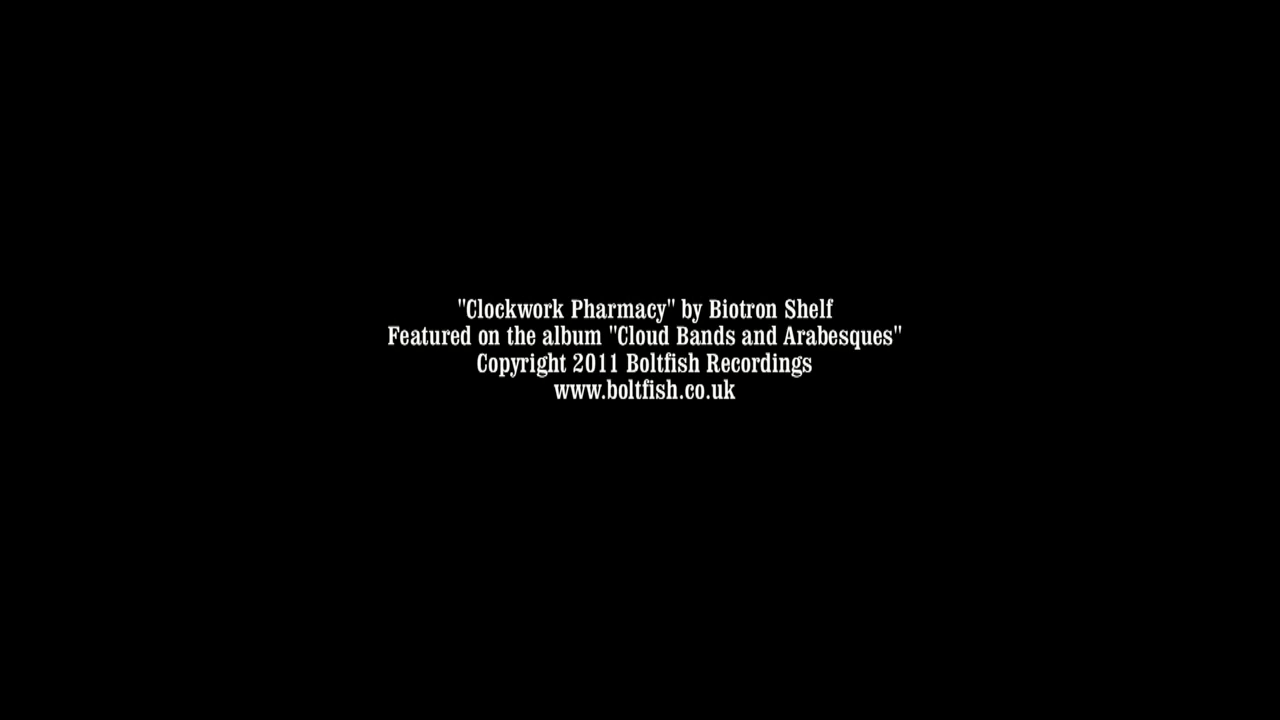 "Clockwork Pharmacy" by Biotron Shelf
Featured on the album "Cloud Bands and Arabesques"
Copyright 2011 Boltfish Recordings
www.boltfish.co.uk